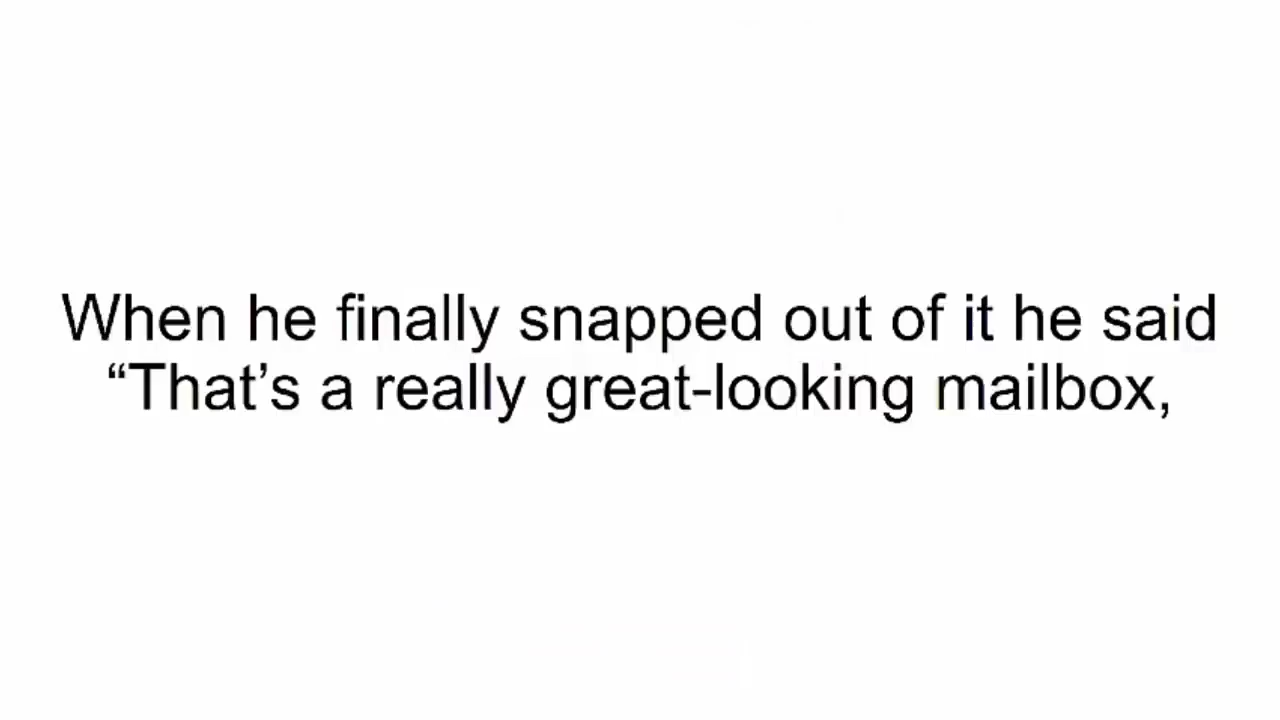 When he finally snapped out of it he said
“That’s a really great-looking mailbox,